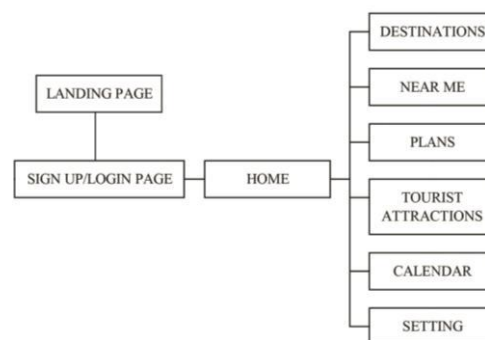 DESTINATIONS
LANDING PAGE
NEAR ME
PLANS
SIGN UP/LOGIN PAGE
HOME
TOURIST
ATTRACTIONS
CALENDAR
SETTING